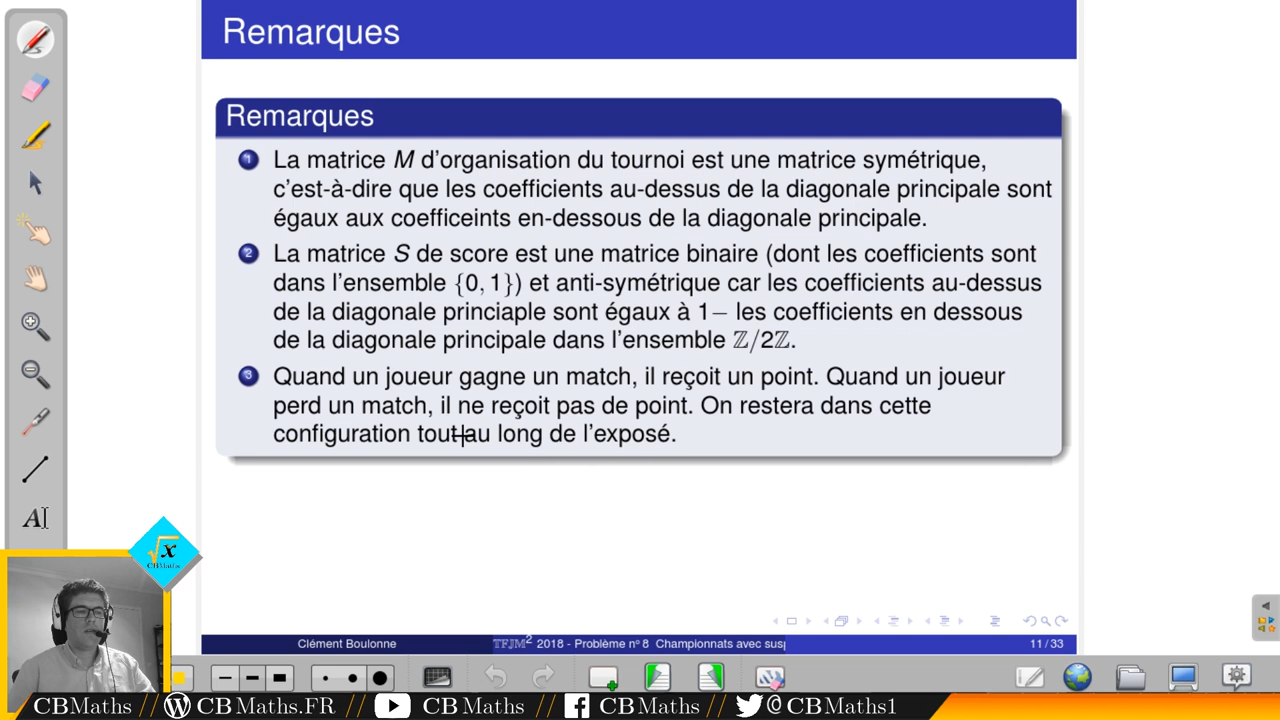 Remarques
Remarques
1 La matrice M d'organisation du tournoi est une matrice symétrique,
c'est-à-dire que les coefficients au-dessus de la diagonale principale sont
égaux aux coefficeints en-dessous de la diagonale principale.
2 La matrice S de score est une matrice binaire (dont les coefficients sont
dans l'ensemble {0, 1}) et anti-symétrique car les coefficients au-dessus
de la diagonale princiaple sont égaux à 1− les coefficients en dessous
de la diagonale principale dans l'ensemble ℤ/2ℤ.
3 Quand un joueur gagne un match, il reçoit un point. Quand un joueur
perd un match, il ne reçoit pas de point. On restera dans cette
configuration tout au long de l'exposé.
A
√x
CBMaths
Clément Boulonne TFJM² 2018 - Problème nº 8 Championnats avec susp 11 / 33
CBMaths // CBMaths.FR // CBMaths // CBMaths // @CBMaths1